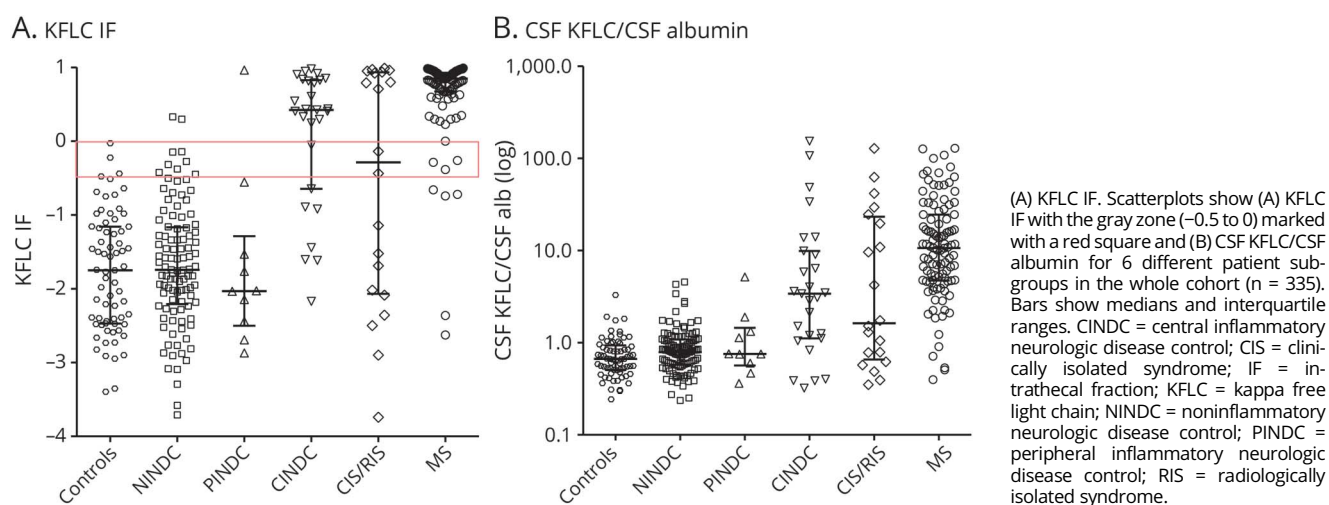 A. KFLC IF
KFLC IF
1
0
−1
−2
−3
−4
Controls
NINDC
PINDC
CINDC
CIS/RIS
MS
B. CSF KFLC/CSF albumin
CSF KFLC/CSF alb (log)
1,000.0
100.0
10.0
1.0
0.1
Controls
NINDC
PINDC
CINDC
CIS/RIS
MS
(A) KFLC IF. Scatterplots show (A) KFLC
IF with the gray zone (−0.5 to 0) marked
with a red square and (B) CSF KFLC/CSF
albumin for 6 different patient sub-
groups in the whole cohort (n = 335).
Bars show medians and interquartile
ranges. CINDC = central inflammatory
neurologic disease control; CIS = clini-
cally isolated syndrome; IF = in-
trathecal fraction; KFLC = kappa free
light chain; NINDC = noninflammatory
neurologic disease control; PINDC =
peripheral inflammatory neurologic
disease control; RIS = radiologically
isolated syndrome.